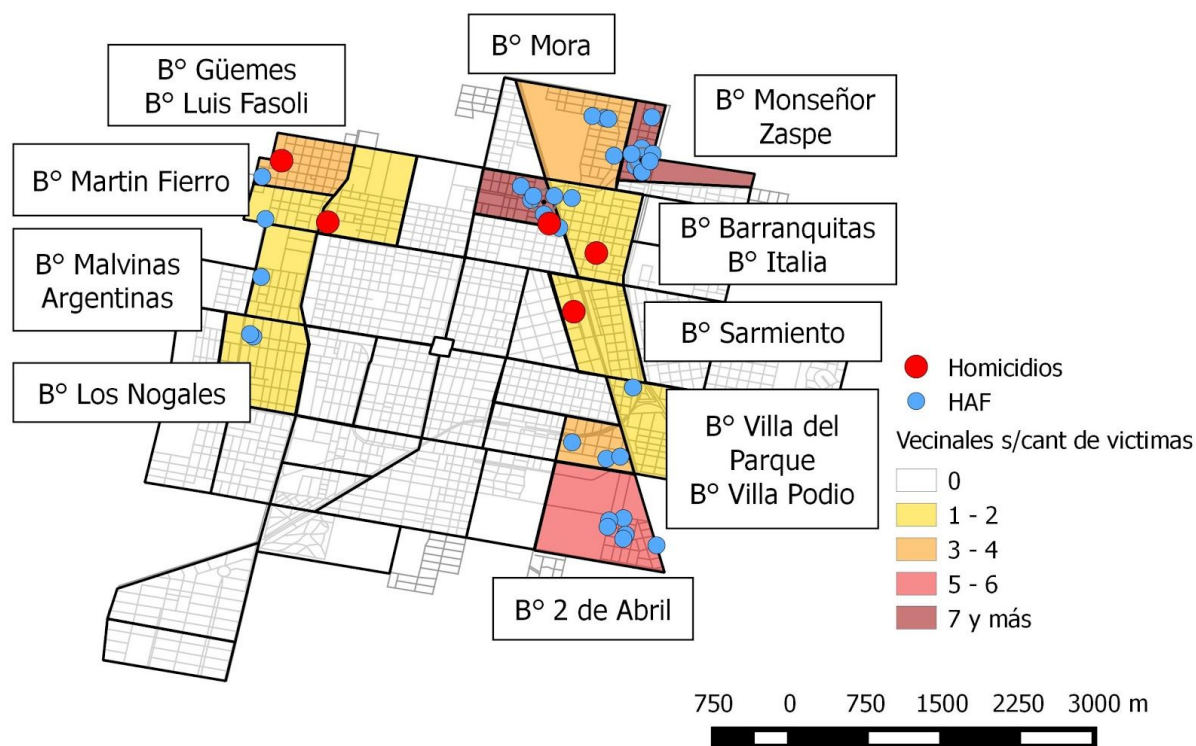 B° Mora
B° Güemes
B° Luis Fasoli
B° Monseñor
Zaspe
B° Martin Fierro
B° Barranquitas
B° Italia
B° Malvinas
Argentinas
B° Sarmiento
B° Los Nogales
Homicidios
HAF
B° Villa del
Parque
B° Villa Podio
Vecinales s/cant de victimas
0
1 - 2
3 - 4
5 - 6
7 y más
B° 2 de Abril
750 0 750 1500 2250 3000 m